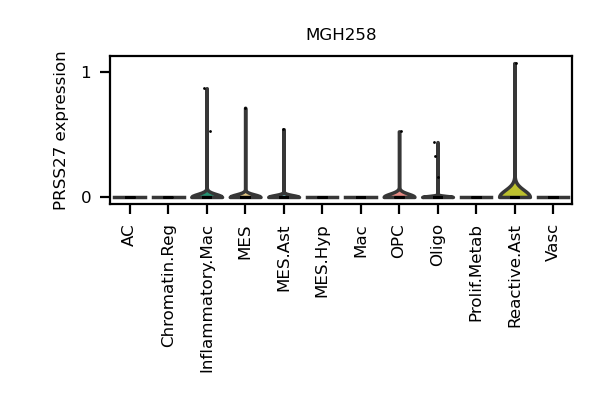 MGH258
PRSS27 expression
1
0
AC
Chromatin.Reg
Inflammatory.Mac
MES
MES.Ast
MES.Hyp
Mac
OPC
Oligo
Prolif.Metab
Reactive.Ast
Vasc